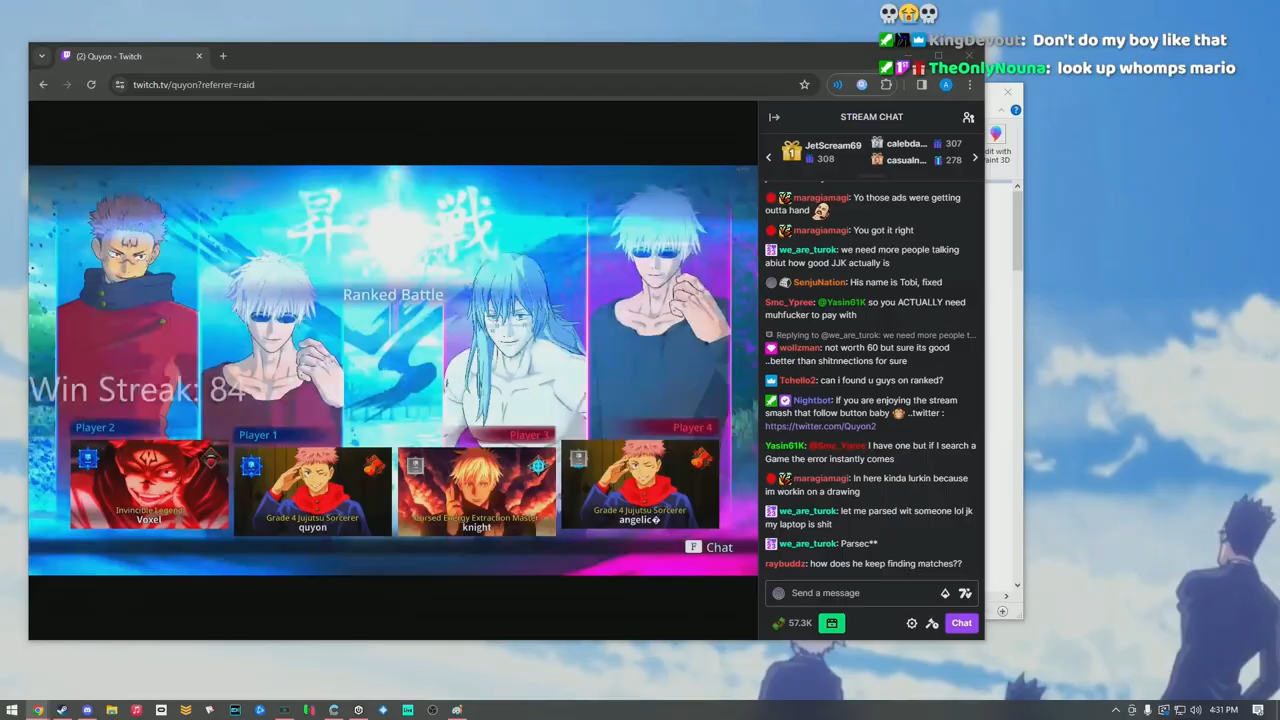 KingDevout: Don't do my boy like that
TheOnlyNouna: look up whomps mario
(2) Quyon - Twitch
twitch.tv/quyon?referrer=raid
A
STREAM CHAT
1 JetScream69
308
calebda... 307
casualn... 278
dit with
aint 3D
maragiamagi: Yo those ads were getting
outta hand
maragiamagi: You got it right
we_are_turok: we need more people talking
abiut how good JJK actually is
SenjuNation: His name is Tobi, fixed
Smc_Ypree: @Yasin61K so you ACTUALLY need
muhfucker to pay with
Replying to @we_are_turok: we need more people t...
wollzman: not worth 60 but sure its good
..better than shitnnections for sure
Tchello2: can i found u guys on ranked?
Nightbot: If you are enjoying the stream
smash that follow button baby ..twitter :
https://twitter.com/Quyon2
Yasin61K: @Smc_Ypree I have one but if I search a
Game the error instantly comes
maragiamagi: In here kinda lurkin because
im workin on a drawing
we_are_turok: let me parsed wit someone lol jk
my laptop is shit
we_are_turok: Parsec**
raybuddz: how does he keep finding matches??
Send a message
57.3K
Chat
Ranked Battle
Win Streak: 84
Player 2
Player 1
Player 3
Player 4
Invincible Legend
Voxel
Grade 4 Jujutsu Sorcerer
quyon
Cursed Energy Extraction Master
knight
Grade 4 Jujutsu Sorcerer
angelic�
F Chat
4:31 PM